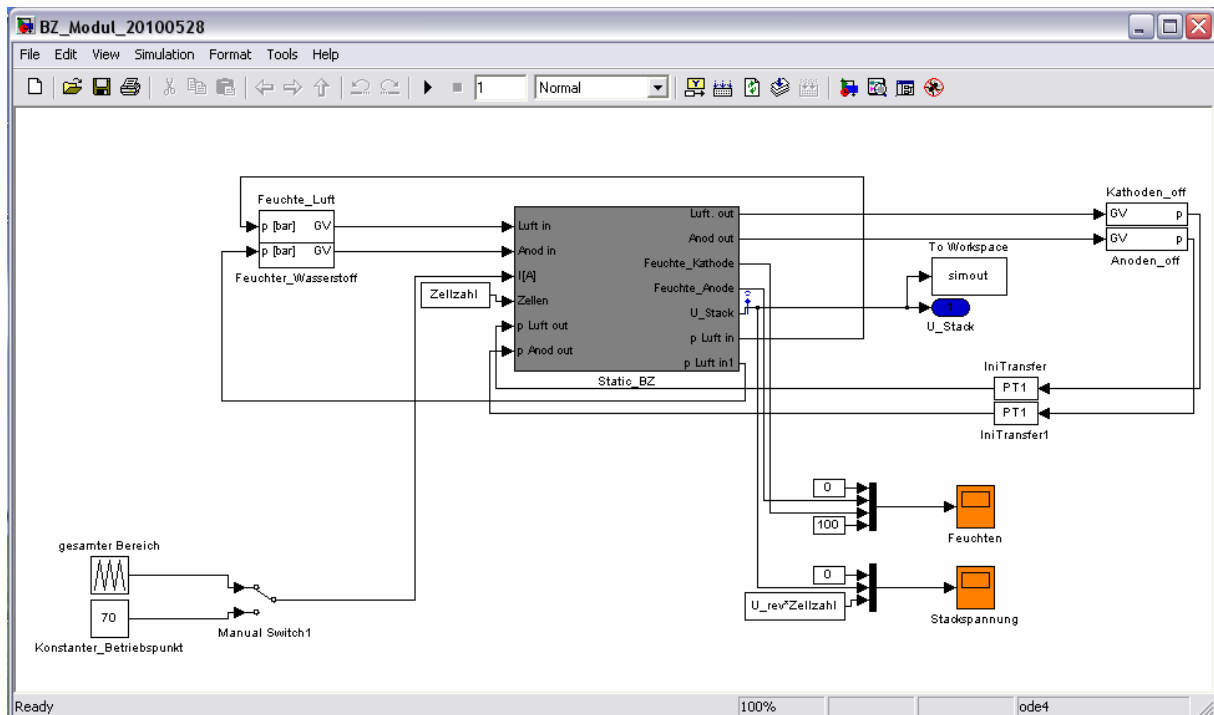 BZ_Modul_20100528
File Edit View Simulation Format Tools Help
1 Normal
Feuchte_Luft
p [bar] GV
p [bar] GV
Feuchter_Wasserstoff
Zellzahl
Luft in
Anod in
I[A]
Zellen
p Luft out
p Anod out
Luft. out
Anod out
Feuchte_Kathode
Feuchte_Anode
U_Stack
p Luft in
p Luft in1
Static_BZ
Kathoden_off
GV p
GV p
Anoden_off
To Workspace
simout
1
U_Stack
IniTransfer
PT1
PT1
IniTransfer1
0
100
Feuchten
0
U_rev*Zellzahl
Stackspannung
gesamter Bereich
70
Konstanter_Betriebspunkt
Manual Switch1
Ready 100% ode4